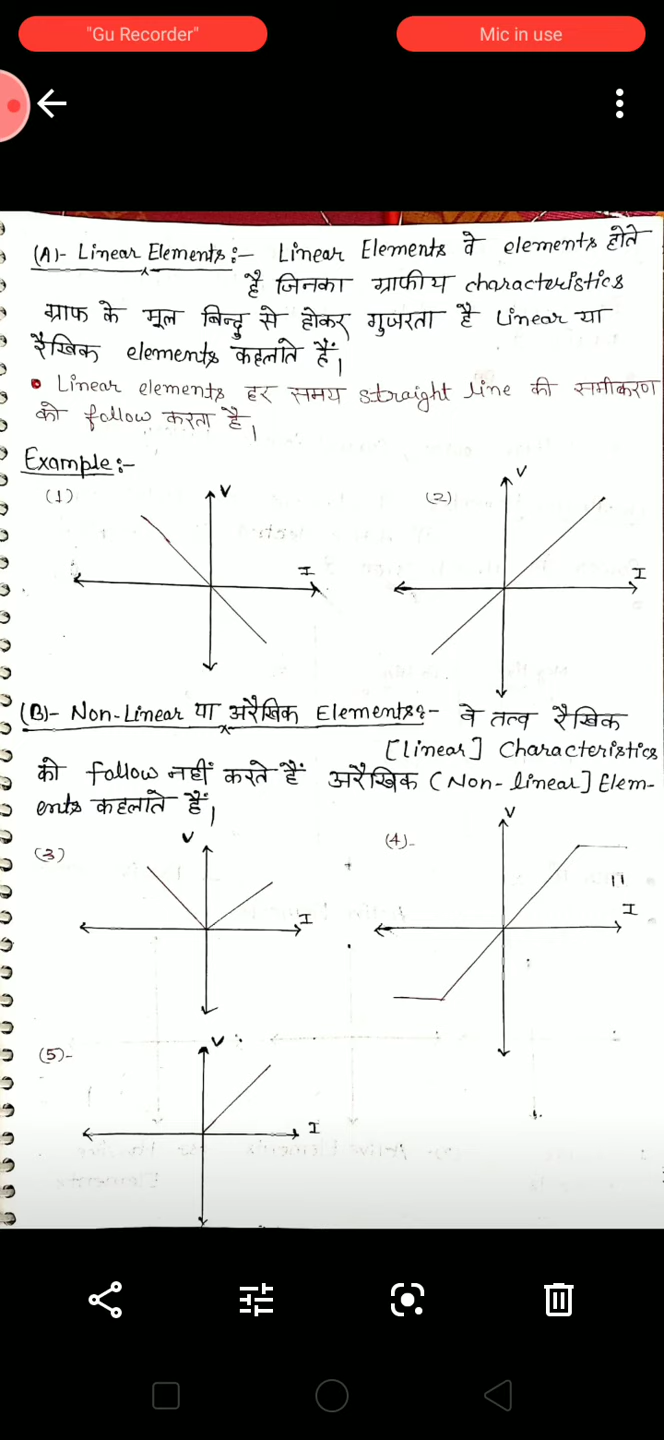 "Gu Recorder"
Mic in use
(A)- Linear Elements:- Linear Elements वे elements होते
है जिनका ग्राफीय characteristics
ग्राफ के मूल बिन्दु से होकर गुजरता है Linear या
रैखिक elements कहलाते हैं।
• Linear elements हर समय straight line की समीकरण
को follow करता है।
Example:-
(1)
V
I
(2)
V
I
(B)- Non-Linear या अरैखिक Elements:- वे तत्व रैखिक
[linear] Characteristics
को follow नहीं करते हैं अरैखिक (Non-linear] Elem-
ents कहलाते हैं।
(3)
V
I
(4)-
V
I
(5)-
V
I